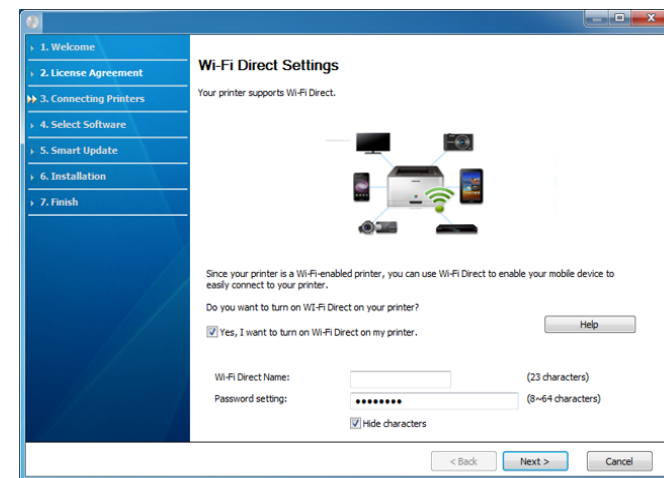 1. Welcome
2. License Agreement
3. Connecting Printers
4. Select Software
5. Smart Update
6. Installation
7. Finish
Wi-Fi Direct Settings
Your printer supports Wi-Fi Direct.
Since your printer is a Wi-Fi-enabled printer, you can use Wi-Fi Direct to enable your mobile device to
easily connect to your printer.
Do you want to turn on WI-Fi Direct on your printer?
Yes, I want to turn on Wi-Fi Direct on my printer.
Help
Wi-Fi Direct Name: (23 characters)
Password setting: ●●●●●●●● (8~64 characters)
Hide characters
< Back Next > Cancel